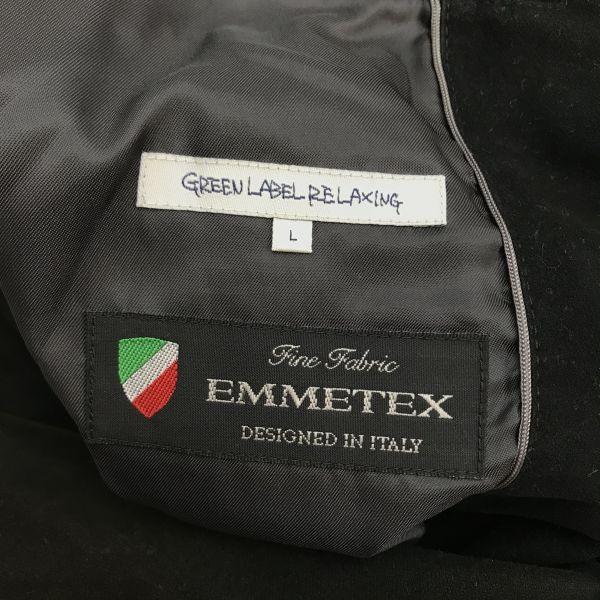 GREEN LABEL RELAXING
L
Fine Fabric
EMMETEX
DESIGNED IN ITALY